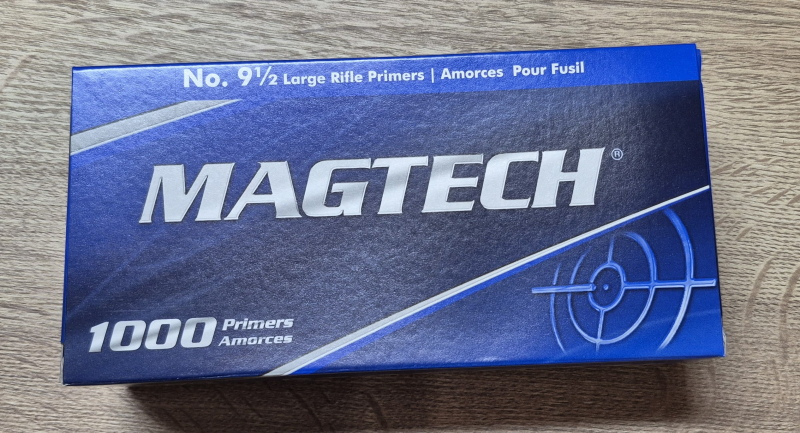 No. 9½ Large Rifle Primers | Amorces Pour Fusil
MAGTECH®
1000 Primers
Amorces